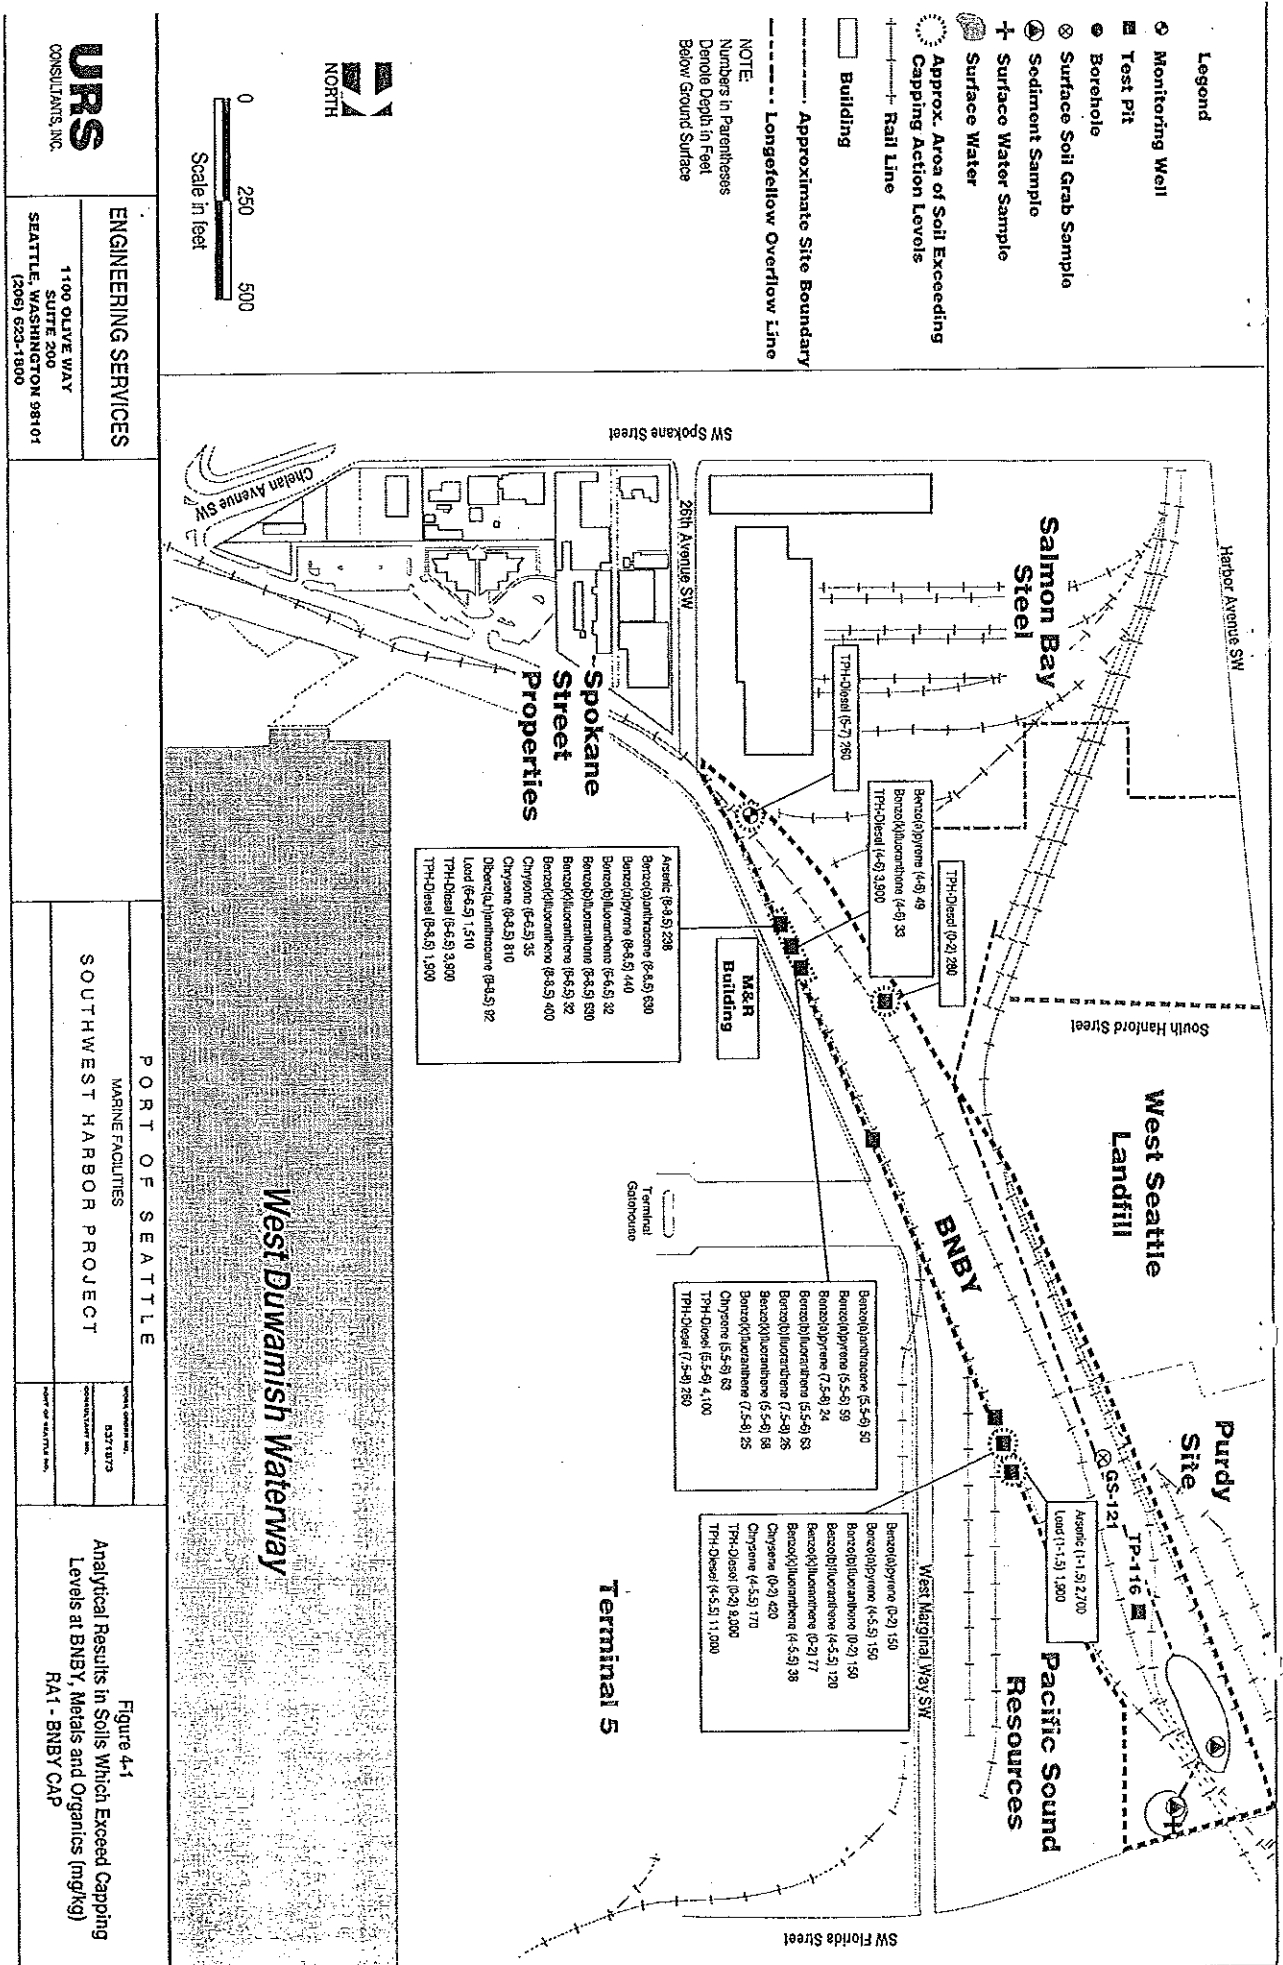 Legend
Monitoring Well
Test Pit
Borehole
Surface Soil Grab Sample
Sediment Sample
Surface Water Sample
Surface Water
Approx. Area of Soil Exceeding
Capping Action Levels
Rail Line
Building
Approximate Site Boundary
Longefellow Overflow Line
NOTE:
Numbers in Parentheses
Denote Depth in Feet
Below Ground Surface
NORTH
0 250 500
Scale in feet
Harbor Avenue SW
SW Spokane Street
26th Avenue SW
Chelan Avenue SW
South Hanford Street
West Marginal Way SW
SW Florida Street
Salmon Bay
Steel
West Seattle
Landfill
Purdy
Site
BNBY
Pacific Sound
Resources
Spokane
Street
Properties
M&R
Building
Terminal
Gatehouse
Terminal 5
West Duwamish Waterway
GS-121
TP-116
TPH-Diesel (5-7) 260
Benzo(a)pyrene (4-6) 49
Benzo(k)fluoranthene (4-6) 33
TPH-Diesel (4-6) 3,900
TPH-Diesel (0-2) 280
Arsenic (8-8.5) 238
Benzo(a)anthracene (8-8.5) 630
Benzo(a)pyrene (8-8.5) 440
Benzo(b)fluoranthene (6-6.5) 32
Benzo(b)fluoranthene (8-8.5) 530
Benzo(k)fluoranthene (6-6.5) 32
Benzo(k)fluoranthene (8-8.5) 400
Chrysene (6-6.5) 35
Chrysene (8-8.5) 810
Dibenz(a,h)anthracene (8-8.5) 92
Lead (6-6.5) 1,510
TPH-Diesel (6-6.5) 3,900
TPH-Diesel (8-8.5) 1,900
Benzo(a)anthracene (5.5-6) 50
Benzo(a)pyrene (5.5-6) 59
Benzo(a)pyrene (7.5-8) 24
Benzo(b)fluoranthene (5.5-6) 63
Benzo(b)fluoranthene (7.5-8) 26
Benzo(k)fluoranthene (5.5-6) 68
Benzo(k)fluoranthene (7.5-8) 25
Chrysene (5.5-6) 63
TPH-Diesel (5.5-6) 4,100
TPH-Diesel (7.5-8) 260
Benzo(a)pyrene (0-2) 150
Benzo(a)pyrene (4-5.5) 150
Benzo(b)fluoranthene (0-2) 150
Benzo(b)fluoranthene (4-5.5) 120
Benzo(k)fluoranthene (0-2) 77
Benzo(k)fluoranthene (4-5.5) 38
Chrysene (0-2) 420
Chrysene (4-5.5) 170
TPH-Diesel (0-2) 9,000
TPH-Diesel (4-5.5) 11,000
Arsenic (1-1.5) 2,700
Lead (1-1.5) 1,900
URS
CONSULTANTS, INC.
ENGINEERING SERVICES
1100 OLIVE WAY
SUITE 200
SEATTLE, WASHINGTON 98101
(206) 623-1800
PORT OF SEATTLE
MARINE FACILITIES
SOUTHWEST HARBOR PROJECT
WORK ORDER NO.
CONSULTANT NO.
PORT OF SEATTLE NO.
Figure 4-1
Analytical Results in Soils Which Exceed Capping
Levels at BNBY, Metals and Organics (mg/kg)
RA1 - BNBY CAP